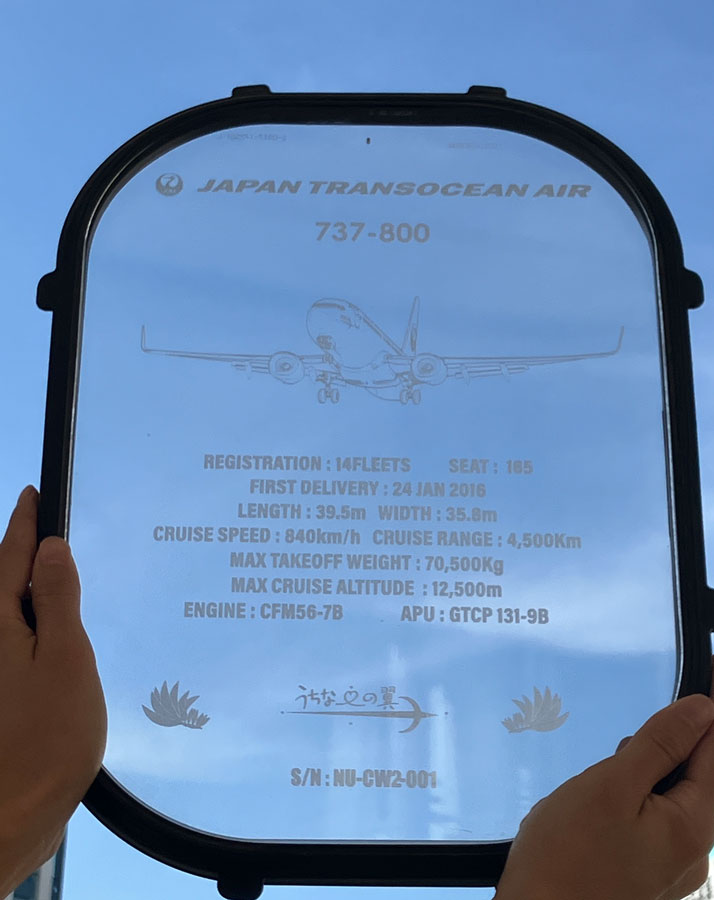 JAPAN TRANSOCEAN AIR
737-800
REGISTRATION : 14FLEETS SEAT : 165
FIRST DELIVERY : 24 JAN 2016
LENGTH : 39.5m WIDTH : 35.8m
CRUISE SPEED : 840km/h CRUISE RANGE : 4,500Km
MAX TAKEOFF WEIGHT : 70,500Kg
MAX CRUISE ALTITUDE : 12,500m
ENGINE : CFM56-7B APU : GTCP 131-9B
うちなーの翼
S/N : NU-CW2-001